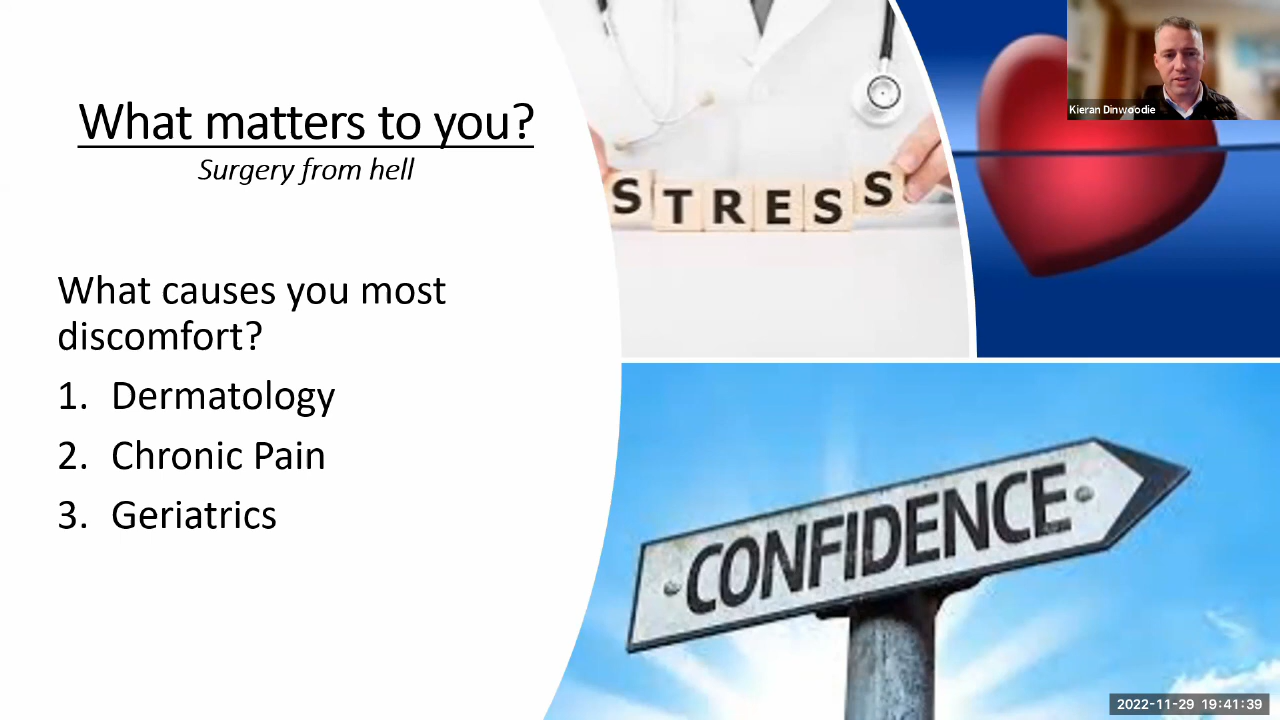 What matters to you?
Surgery from hell
What causes you most
discomfort?
1. Dermatology
2. Chronic Pain
3. Geriatrics
STRESS
Kieran Dinwoodie
CONFIDENCE
2022-11-29 19:41:39